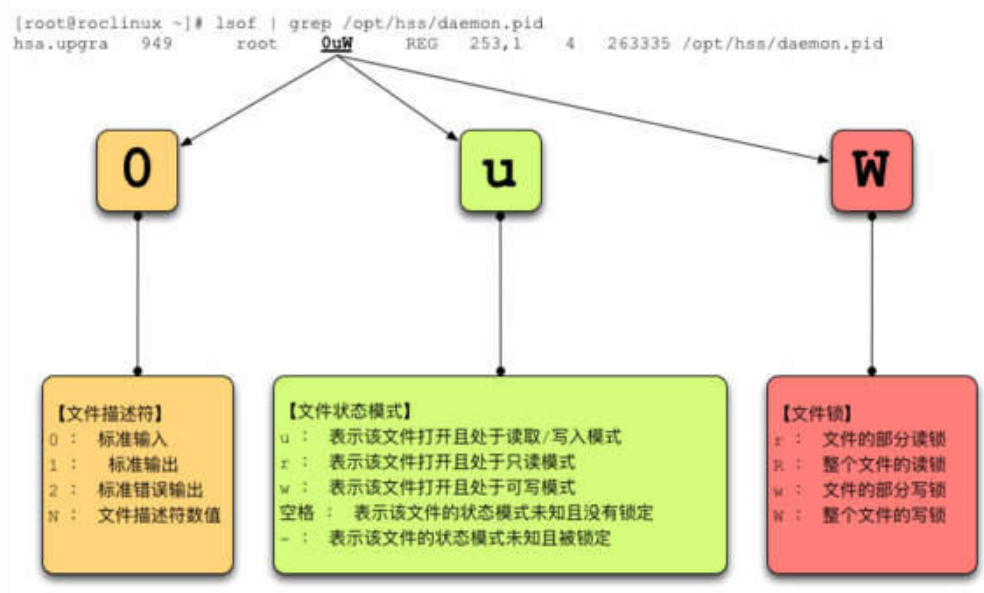 [root@roclinux ~]# lsof | grep /opt/hss/daemon.pid
hsa.upgra 949 root 0uW REG 253,1 4 263335 /opt/hss/daemon.pid
0 u W
【文件描述符】
0 : 标准输入
1 : 标准输出
2 : 标准错误输出
N : 文件描述符数值
【文件状态模式】
u : 表示该文件打开且处于读取/写入模式
r : 表示该文件打开且处于只读模式
w : 表示该文件打开且处于可写模式
空格 : 表示该文件的状态模式未知且没有锁定
- : 表示该文件的状态模式未知且被锁定
【文件锁】
r : 文件的部分读锁
R : 整个文件的读锁
w : 文件的部分写锁
W : 整个文件的写锁